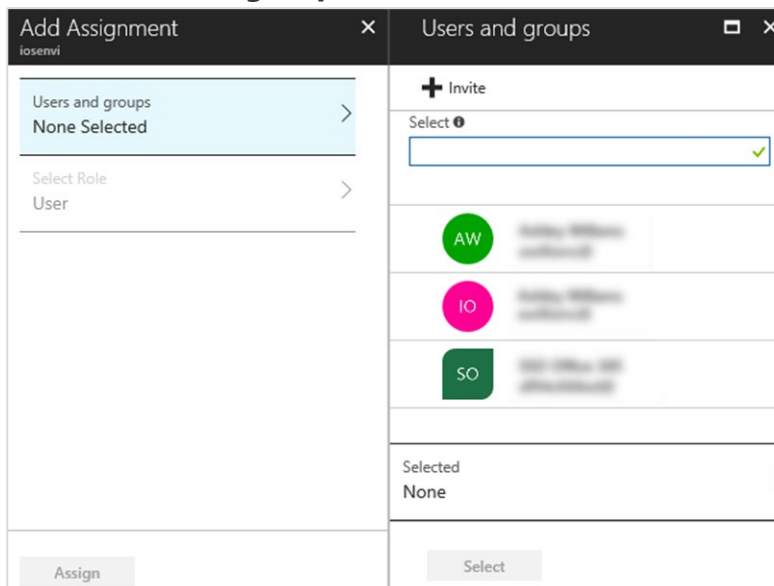 Add Assignment
iosenvi
Users and groups
None Selected
Select Role
User
Assign
Users and groups
Invite
Select
AW
IO
SO
Selected
None
Select